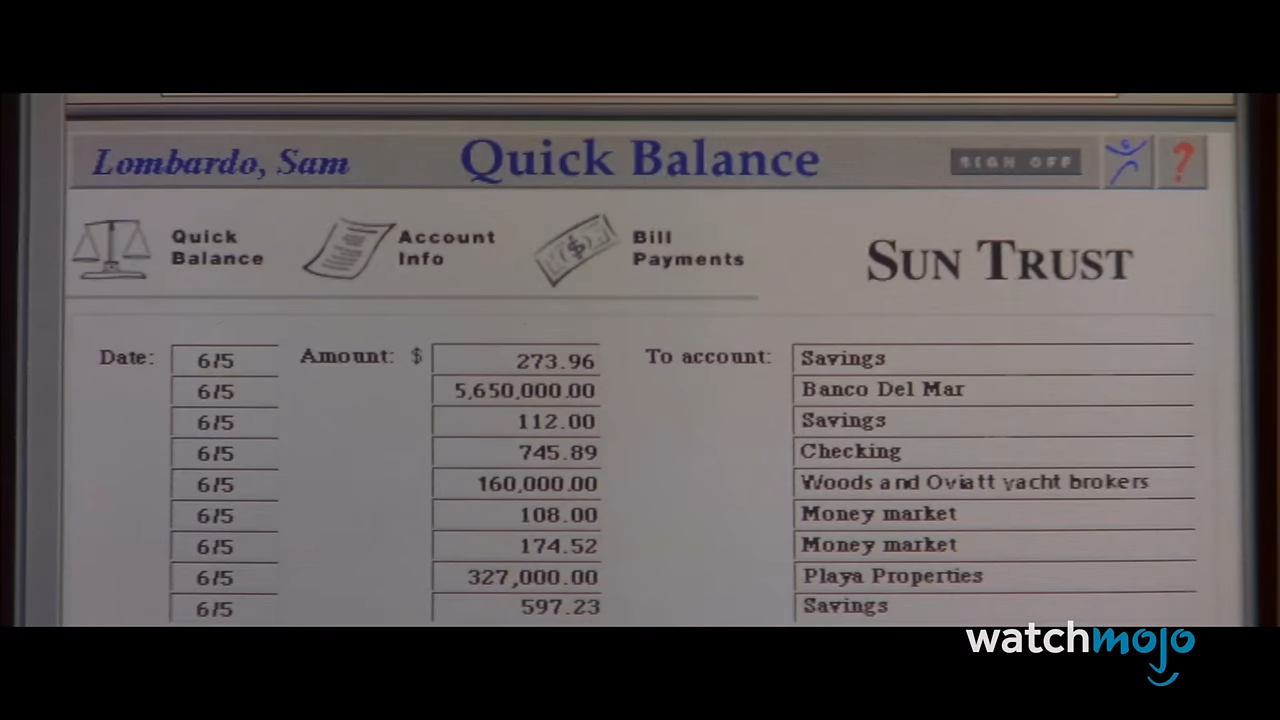 Lombardo, Sam Quick Balance SIGN OFF ?
Quick Balance Account Info Bill Payments SUN TRUST
Date: 6/5 Amount: $ 273.96 To account: Savings
6/5 5,650,000.00 Banco Del Mar
6/5 112.00 Savings
6/5 745.89 Checking
6/5 160,000.00 Woods and Oviatt yacht brokers
6/5 108.00 Money market
6/5 174.52 Money market
6/5 327,000.00 Playa Properties
6/5 597.23 Savings
watchmojo